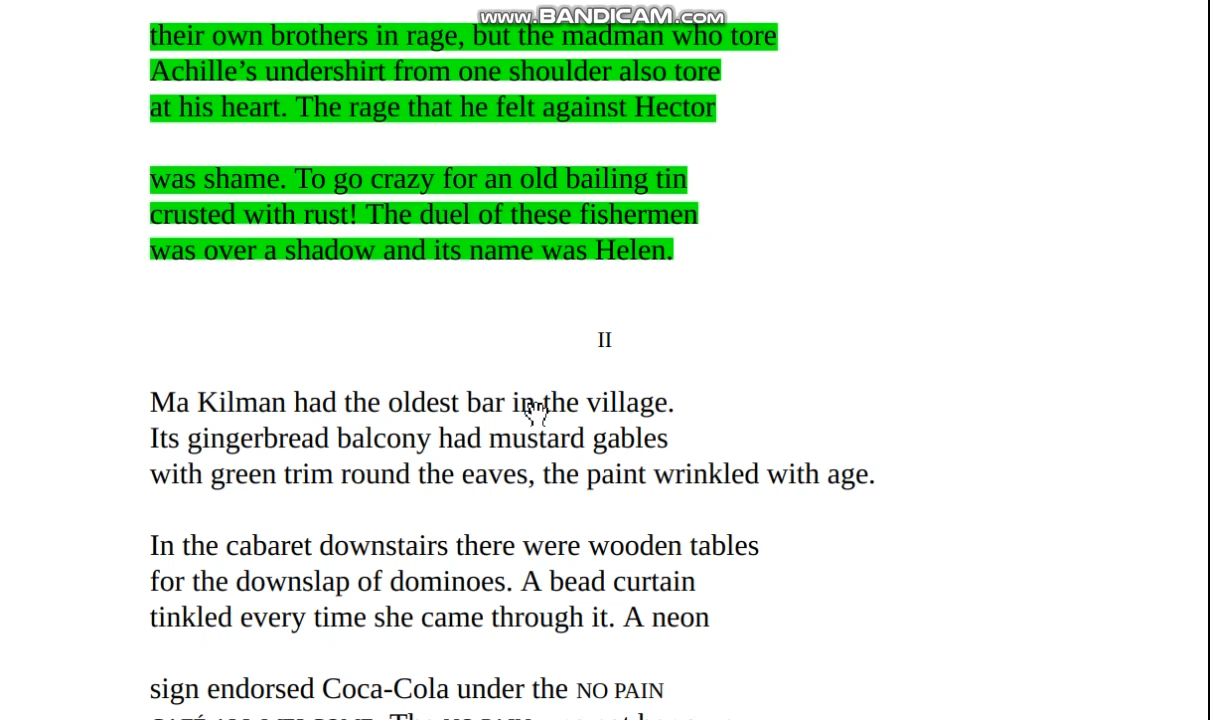 www.BANDICAM.com
their own brothers in rage, but the madman who tore
Achille’s undershirt from one shoulder also tore
at his heart. The rage that he felt against Hector
was shame. To go crazy for an old bailing tin
crusted with rust! The duel of these fishermen
was over a shadow and its name was Helen.
II
Ma Kilman had the oldest bar in the village.
Its gingerbread balcony had mustard gables
with green trim round the eaves, the paint wrinkled with age.
In the cabaret downstairs there were wooden tables
for the downslap of dominoes. A bead curtain
tinkled every time she came through it. A neon
sign endorsed Coca-Cola under the NO PAIN
The NO PAIN